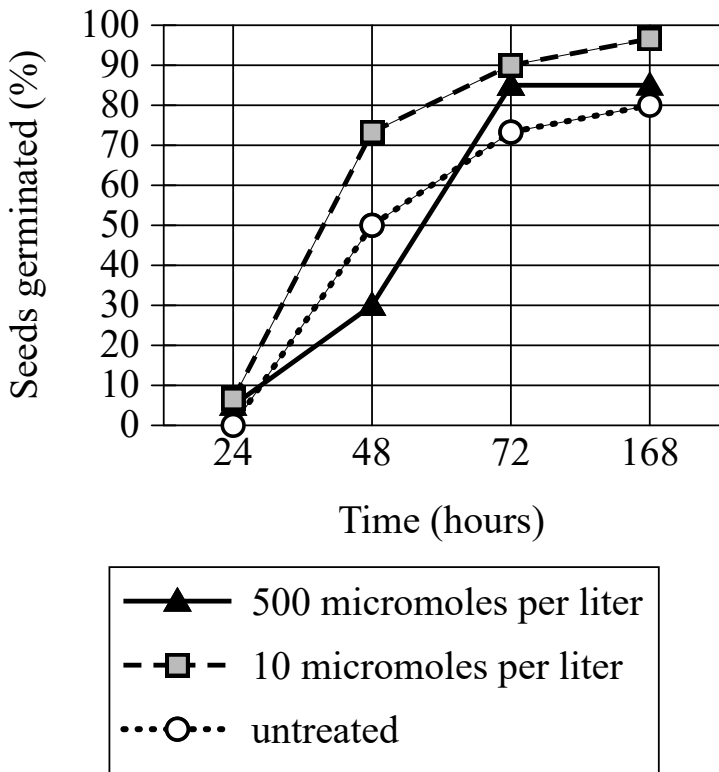 Seeds germinated (%)
100
90
80
70
60
50
40
30
20
10
0
24 48 72 168
Time (hours)
500 micromoles per liter
10 micromoles per liter
untreated